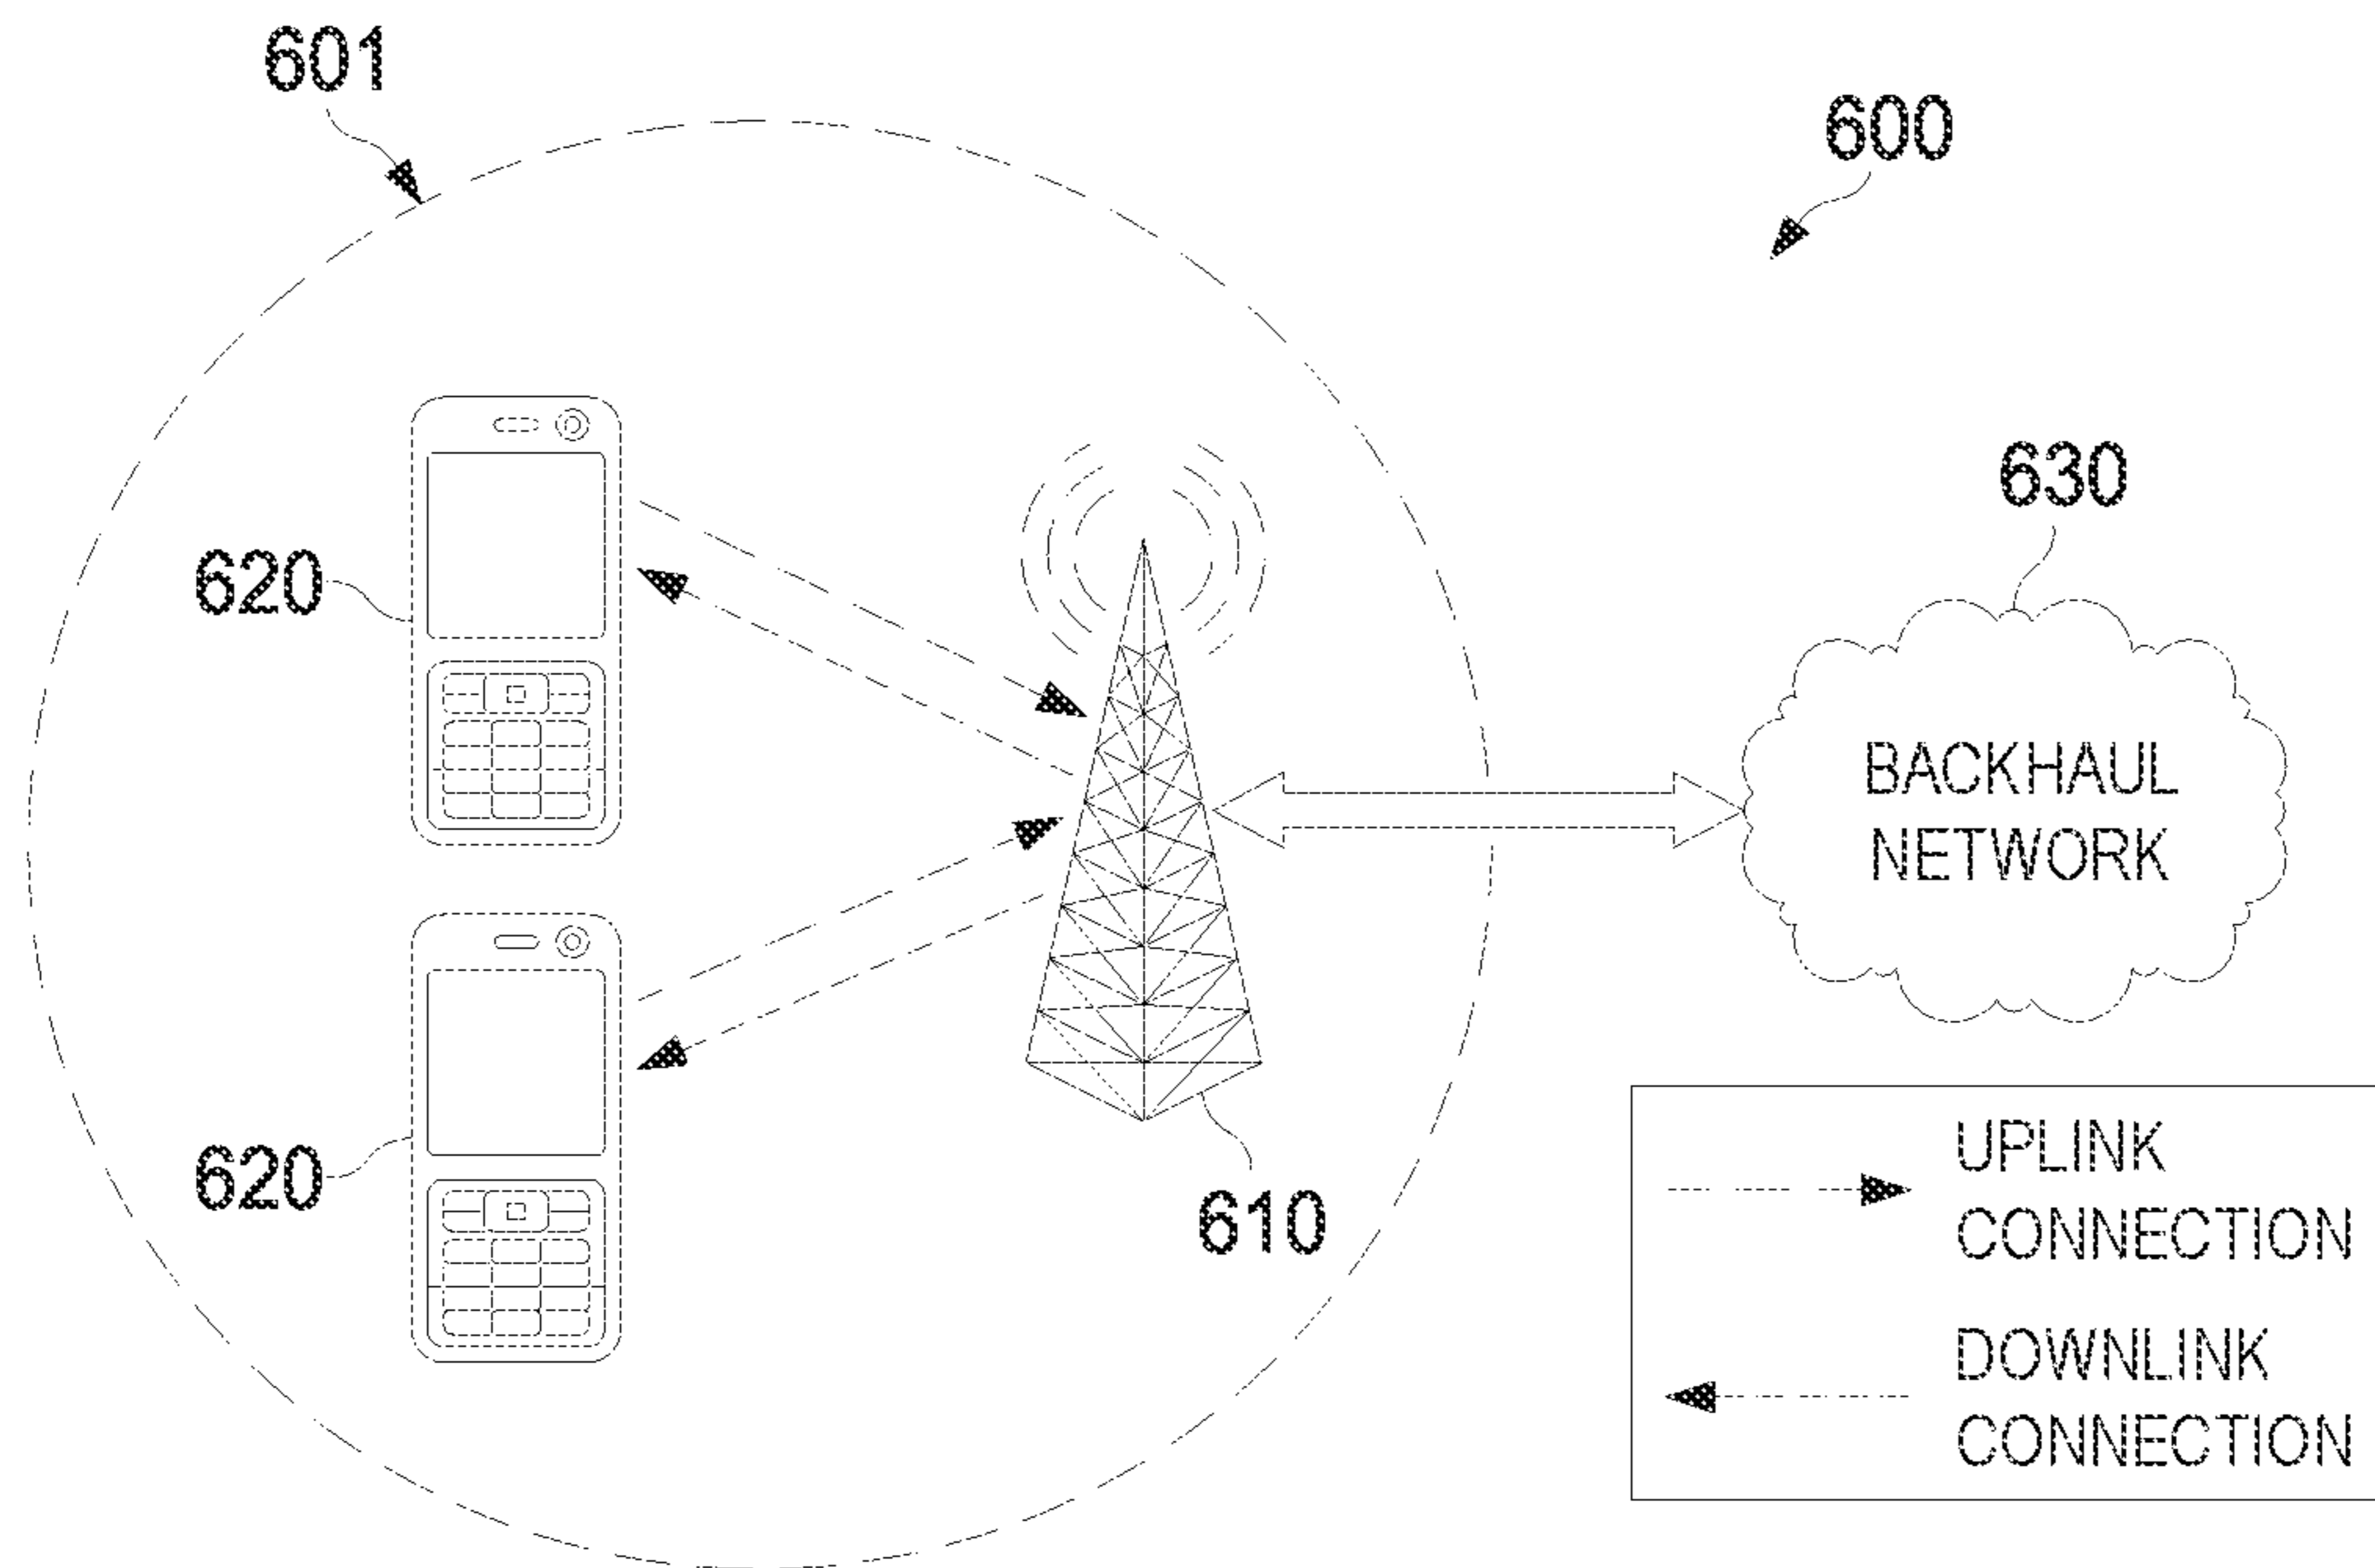 601
600
630
620
BACKHAUL
NETWORK
620
610
UPLINK
CONNECTION
DOWNLINK
CONNECTION